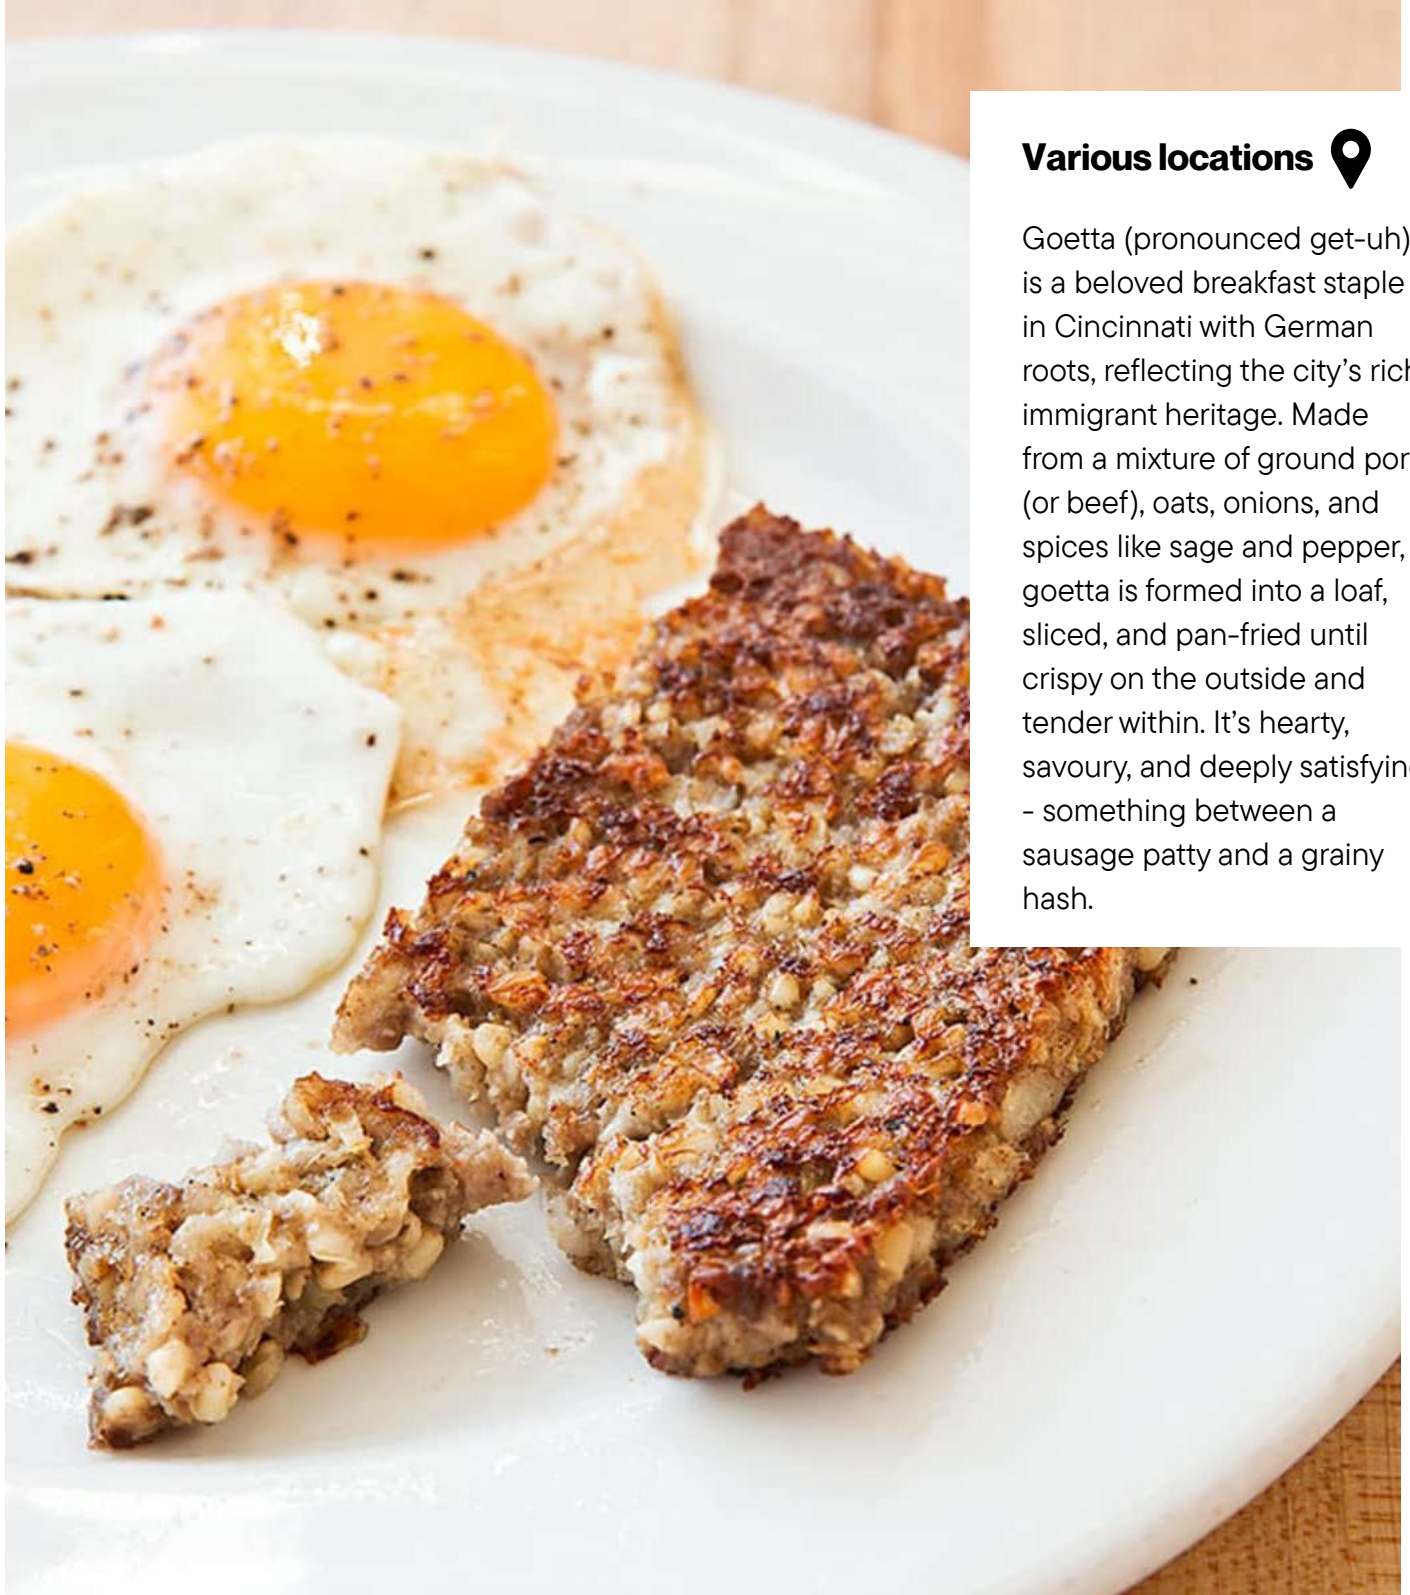 Various locations
Goetta (pronounced get-uh)
is a beloved breakfast staple
in Cincinnati with German
roots, reflecting the city’s rich
immigrant heritage. Made
from a mixture of ground por
(or beef), oats, onions, and
spices like sage and pepper,
goetta is formed into a loaf,
sliced, and pan-fried until
crispy on the outside and
tender within. It’s hearty,
savoury, and deeply satisfyin
- something between a
sausage patty and a grainy
hash.